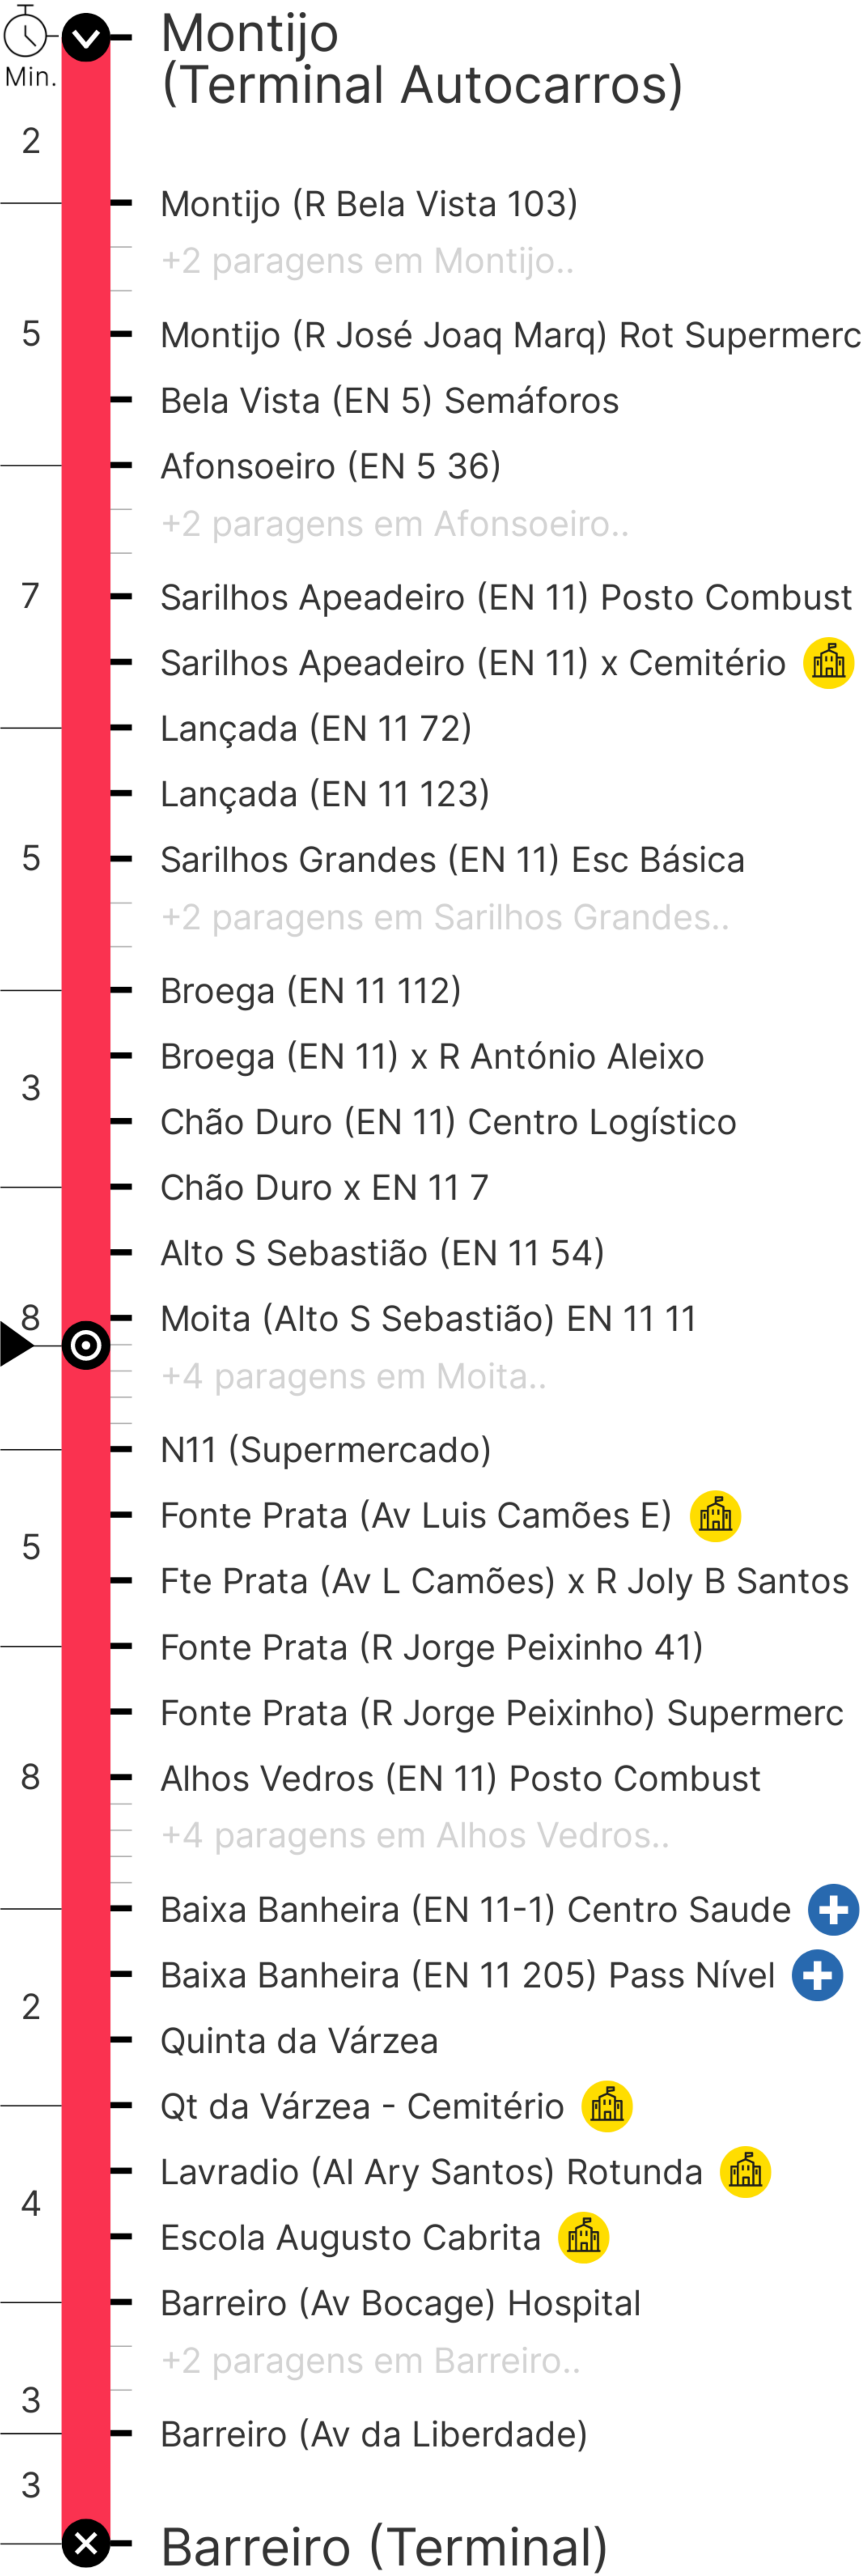 Montijo
(Terminal Autocarros)
Min.
2
Montijo (R Bela Vista 103)
+2 paragens em Montijo..
5
Montijo (R José Joaq Marq) Rot Supermerc
Bela Vista (EN 5) Semáforos
Afonsoeiro (EN 5 36)
+2 paragens em Afonsoeiro..
7
Sarilhos Apeadeiro (EN 11) Posto Combust
Sarilhos Apeadeiro (EN 11) x Cemitério
Lançada (EN 11 72)
Lançada (EN 11 123)
5
Sarilhos Grandes (EN 11) Esc Básica
+2 paragens em Sarilhos Grandes..
Broega (EN 11 112)
Broega (EN 11) x R António Aleixo
3
Chão Duro (EN 11) Centro Logístico
Chão Duro x EN 11 7
Alto S Sebastião (EN 11 54)
8
Moita (Alto S Sebastião) EN 11 11
+4 paragens em Moita..
N11 (Supermercado)
Fonte Prata (Av Luis Camões E)
5
Fte Prata (Av L Camões) x R Joly B Santos
Fonte Prata (R Jorge Peixinho 41)
Fonte Prata (R Jorge Peixinho) Supermerc
8
Alhos Vedros (EN 11) Posto Combust
+4 paragens em Alhos Vedros..
Baixa Banheira (EN 11-1) Centro Saude
Baixa Banheira (EN 11 205) Pass Nível
2
Quinta da Várzea
Qt da Várzea - Cemitério
Lavradio (Al Ary Santos) Rotunda
4
Escola Augusto Cabrita
Barreiro (Av Bocage) Hospital
+2 paragens em Barreiro..
3
Barreiro (Av da Liberdade)
3
Barreiro (Terminal)